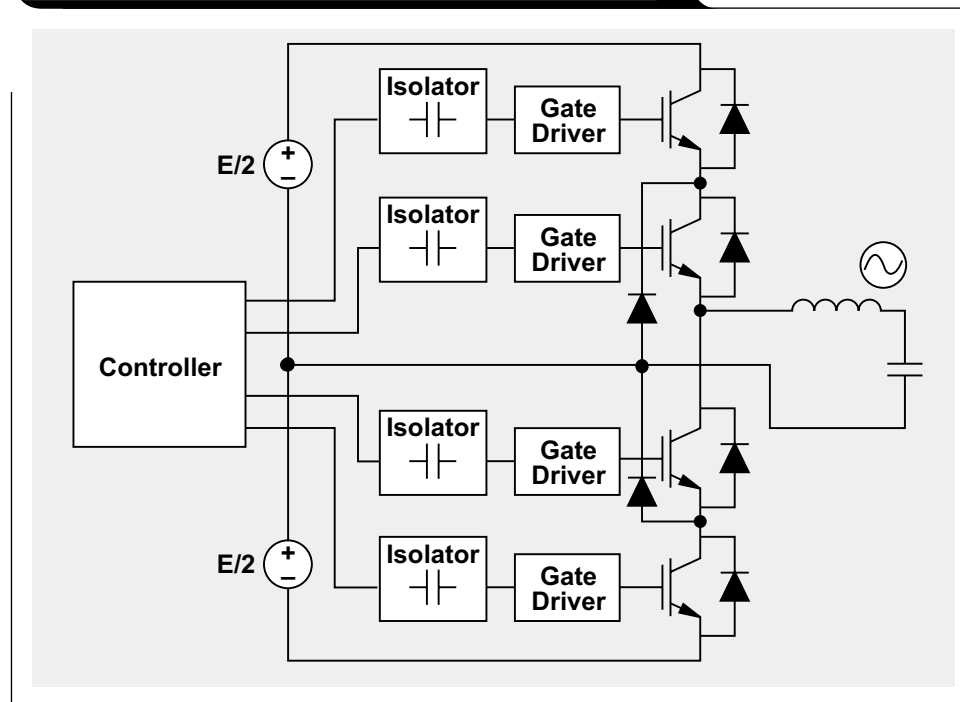 Isolator
Gate
Driver
E/2
+
−
Isolator
Gate
Driver
Controller
Isolator
Gate
Driver
E/2
+
−
Isolator
Gate
Driver